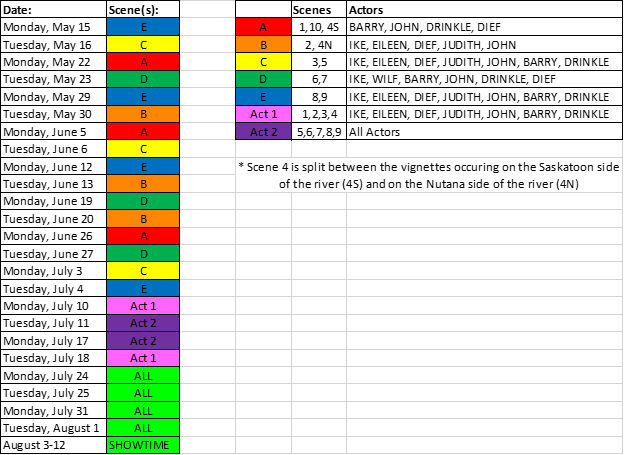 Date: Scene(s): Scenes Actors
Monday, May 15 E A 1,10, 4S BARRY, JOHN, DRINKLE, DIEF
Tuesday, May 16 C B 2, 4N IKE, EILEEN, DIEF, JUDITH, JOHN
Monday, May 22 A C 3,5 IKE, EILEEN, DIEF, JUDITH, JOHN, BARRY, DRINKLE
Tuesday, May 23 D D 6,7 IKE, WILF, BARRY, JOHN, DRINKLE, DIEF
Monday, May 29 E E 8,9 IKE, EILEEN, DIEF, JUDITH, JOHN, BARRY, DRINKLE
Tuesday, May 30 B Act 1 1,2,3,4 IKE, EILEEN, DIEF, JUDITH, JOHN, BARRY, DRINKLE
Monday, June 5 A Act 2 5,6,7,8,9 All Actors
Tuesday, June 6 C
Monday, June 12 E * Scene 4 is split between the vignettes occuring on the Saskatoon side
Tuesday, June 13 B of the river (4S) and on the Nutana side of the river (4N)
Monday, June 19 D
Tuesday, June 20 B
Monday, June 26 A
Tuesday, June 27 D
Monday, July 3 C
Tuesday, July 4 E
Monday, July 10 Act 1
Tuesday, July 11 Act 2
Monday, July 17 Act 2
Tuesday, July 18 Act 1
Monday, July 24 ALL
Tuesday, July 25 ALL
Monday, July 31 ALL
Tuesday, August 1 ALL
August 3-12 SHOWTIME